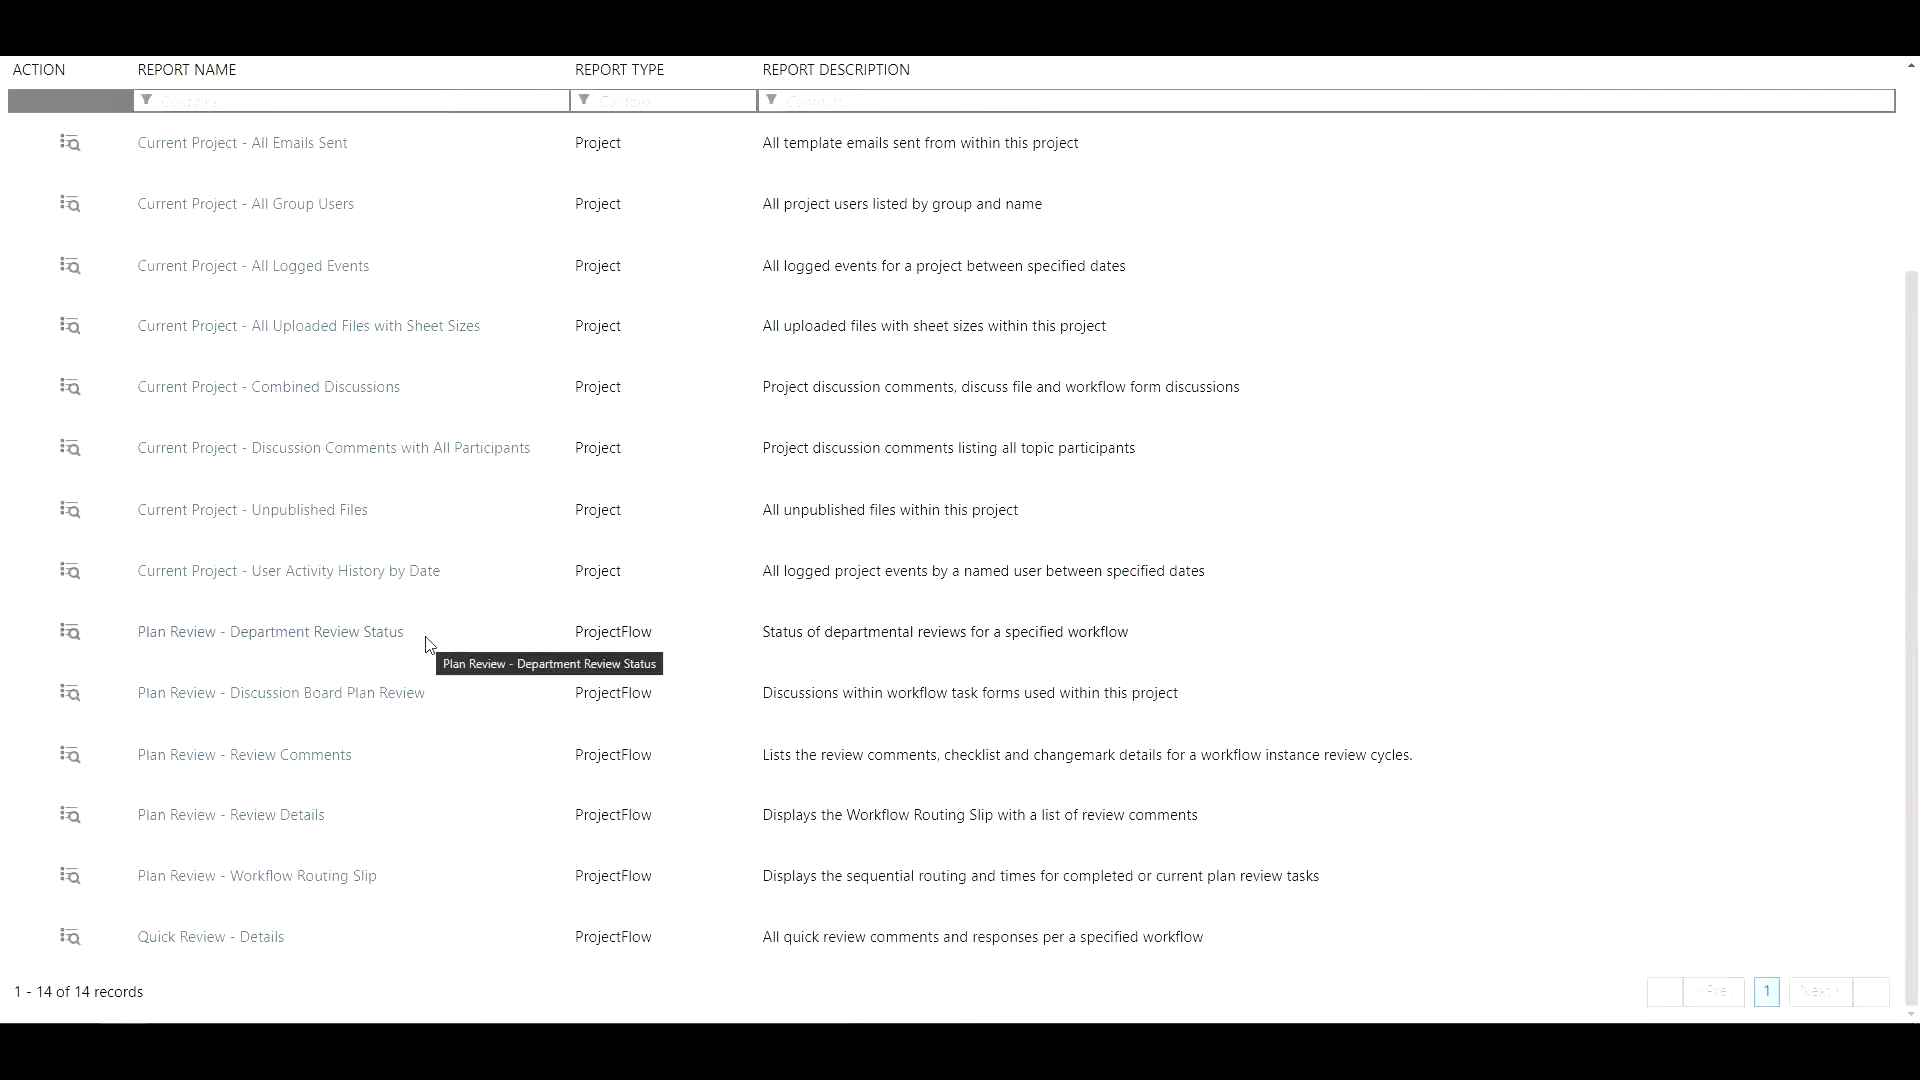 ACTION REPORT NAME REPORT TYPE REPORT DESCRIPTION
Contains... Contains... Contains...
Current Project - All Emails Sent Project All template emails sent from within this project
Current Project - All Group Users Project All project users listed by group and name
Current Project - All Logged Events Project All logged events for a project between specified dates
Current Project - All Uploaded Files with Sheet Sizes Project All uploaded files with sheet sizes within this project
Current Project - Combined Discussions Project Project discussion comments, discuss file and workflow form discussions
Current Project - Discussion Comments with All Participants Project Project discussion comments listing all topic participants
Current Project - Unpublished Files Project All unpublished files within this project
Current Project - User Activity History by Date Project All logged project events by a named user between specified dates
Plan Review - Department Review Status ProjectFlow Status of departmental reviews for a specified workflow
Plan Review - Department Review Status
Plan Review - Discussion Board Plan Review ProjectFlow Discussions within workflow task forms used within this project
Plan Review - Review Comments ProjectFlow Lists the review comments, checklist and changemark details for a workflow instance review cycles.
Plan Review - Review Details ProjectFlow Displays the Workflow Routing Slip with a list of review comments
Plan Review - Workflow Routing Slip ProjectFlow Displays the sequential routing and times for completed or current plan review tasks
Quick Review - Details ProjectFlow All quick review comments and responses per a specified workflow
1 - 14 of 14 records Prev 1 Next